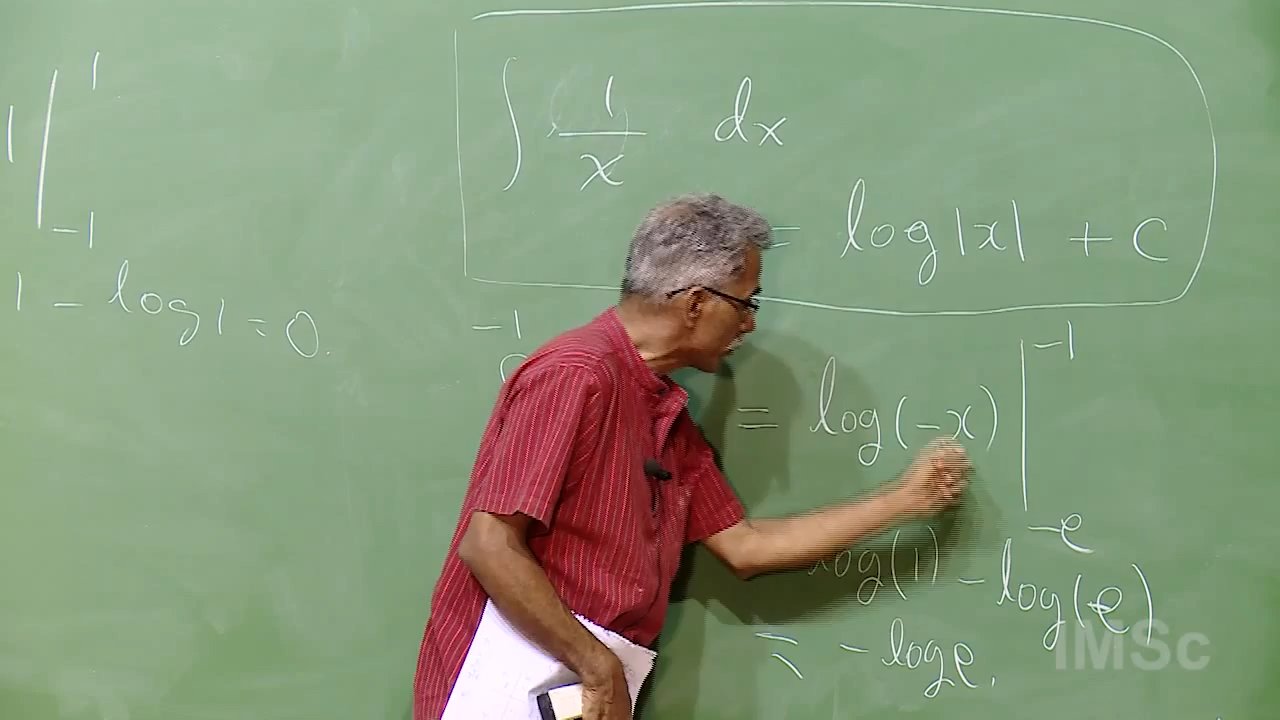 1
1
-1
1 - log 1 = 0.
∫ 1/x dx
= log|x| + C
-1
= log(-x) | -1
-e
log(1) - log(e)
= - log e.
IMSc